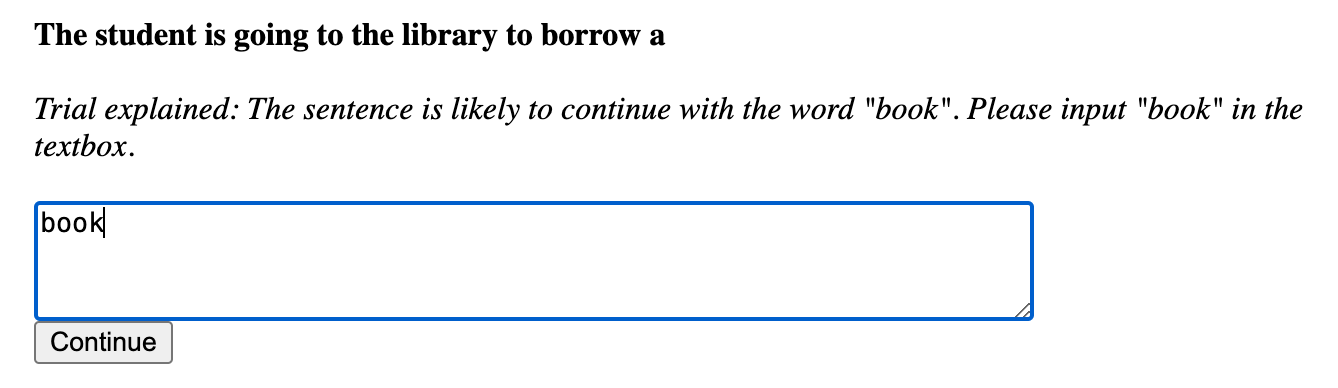 The student is going to the library to borrow a
Trial explained: The sentence is likely to continue with the word "book". Please input "book" in the
textbox.
book
Continue